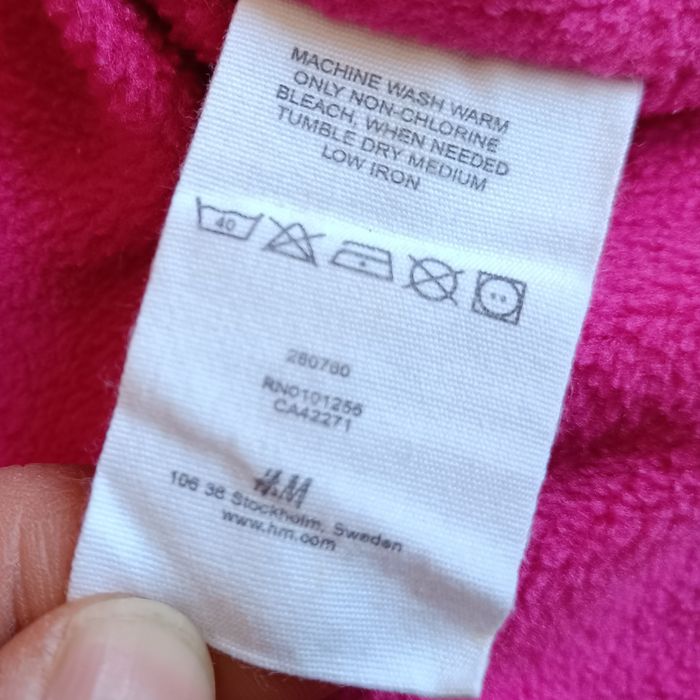 MACHINE WASH WARM
ONLY NON-CHLORINE
BLEACH, WHEN NEEDED
TUMBLE DRY MEDIUM
LOW IRON
40
280780
RN0101255
CA42271
H&M
106 38 Stockholm, Sweden
www.hm.com